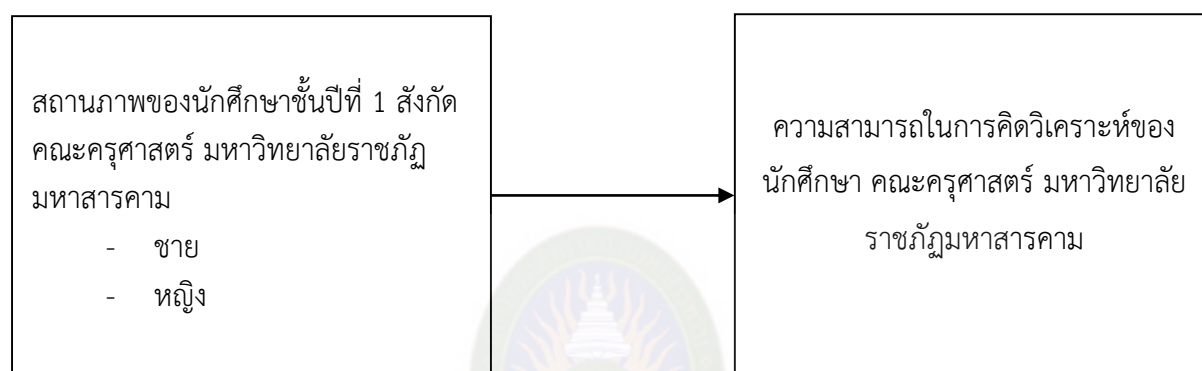 สถานภาพของนักศึกษาชั้นปีที่ 1 สังกัด
คณะครุศาสตร์ มหาวิทยาลัยราชภัฏ
มหาสารคาม
- ชาย
- หญิง
ความสามารถในการคิดวิเคราะห์ของ
นักศึกษา คณะครุศาสตร์ มหาวิทยาลัย
ราชภัฏมหาสารคาม